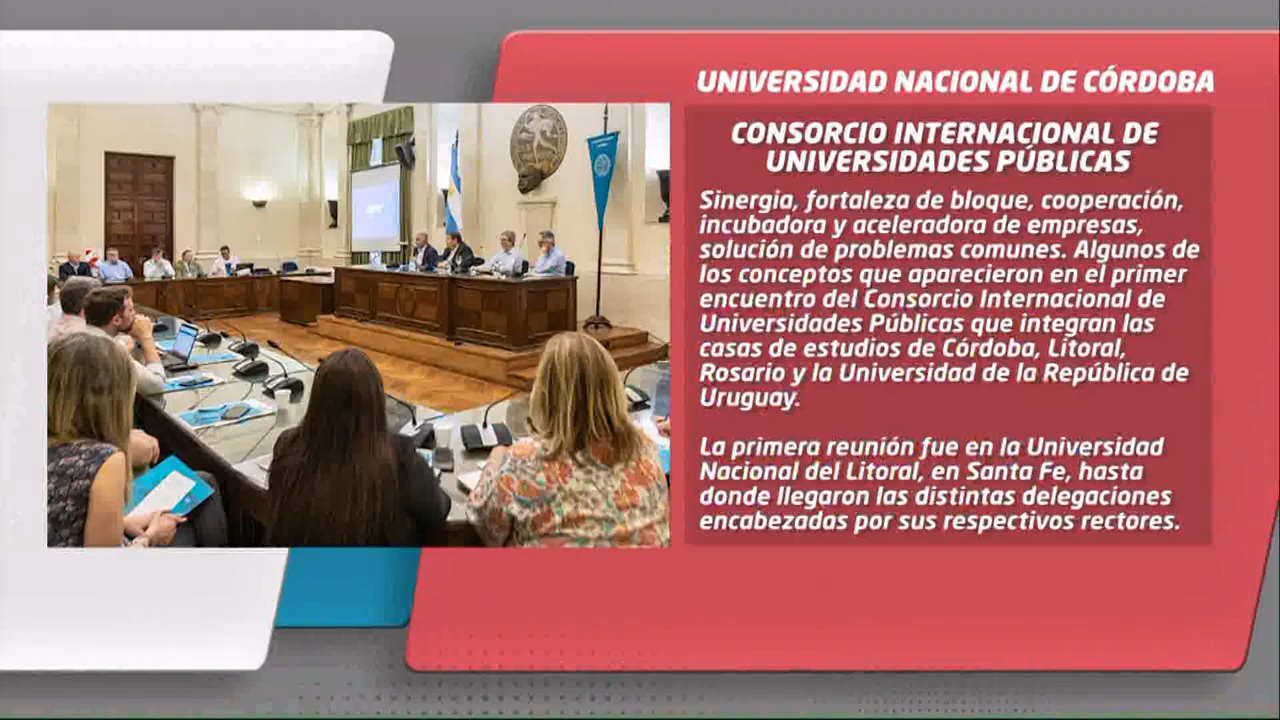 UNIVERSIDAD NACIONAL DE CÓRDOBA
CONSORCIO INTERNACIONAL DE
UNIVERSIDADES PÚBLICAS
Sinergia, fortaleza de bloque, cooperación,
incubadora y aceleradora de empresas,
solución de problemas comunes. Algunos de
los conceptos que aparecieron en el primer
encuentro del Consorcio Internacional de
Universidades Públicas que integran las
casas de estudios de Córdoba, Litoral,
Rosario y la Universidad de la República de
Uruguay.
La primera reunión fue en la Universidad
Nacional del Litoral, en Santa Fe, hasta
donde llegaron las distintas delegaciones
encabezadas por sus respectivos rectores.